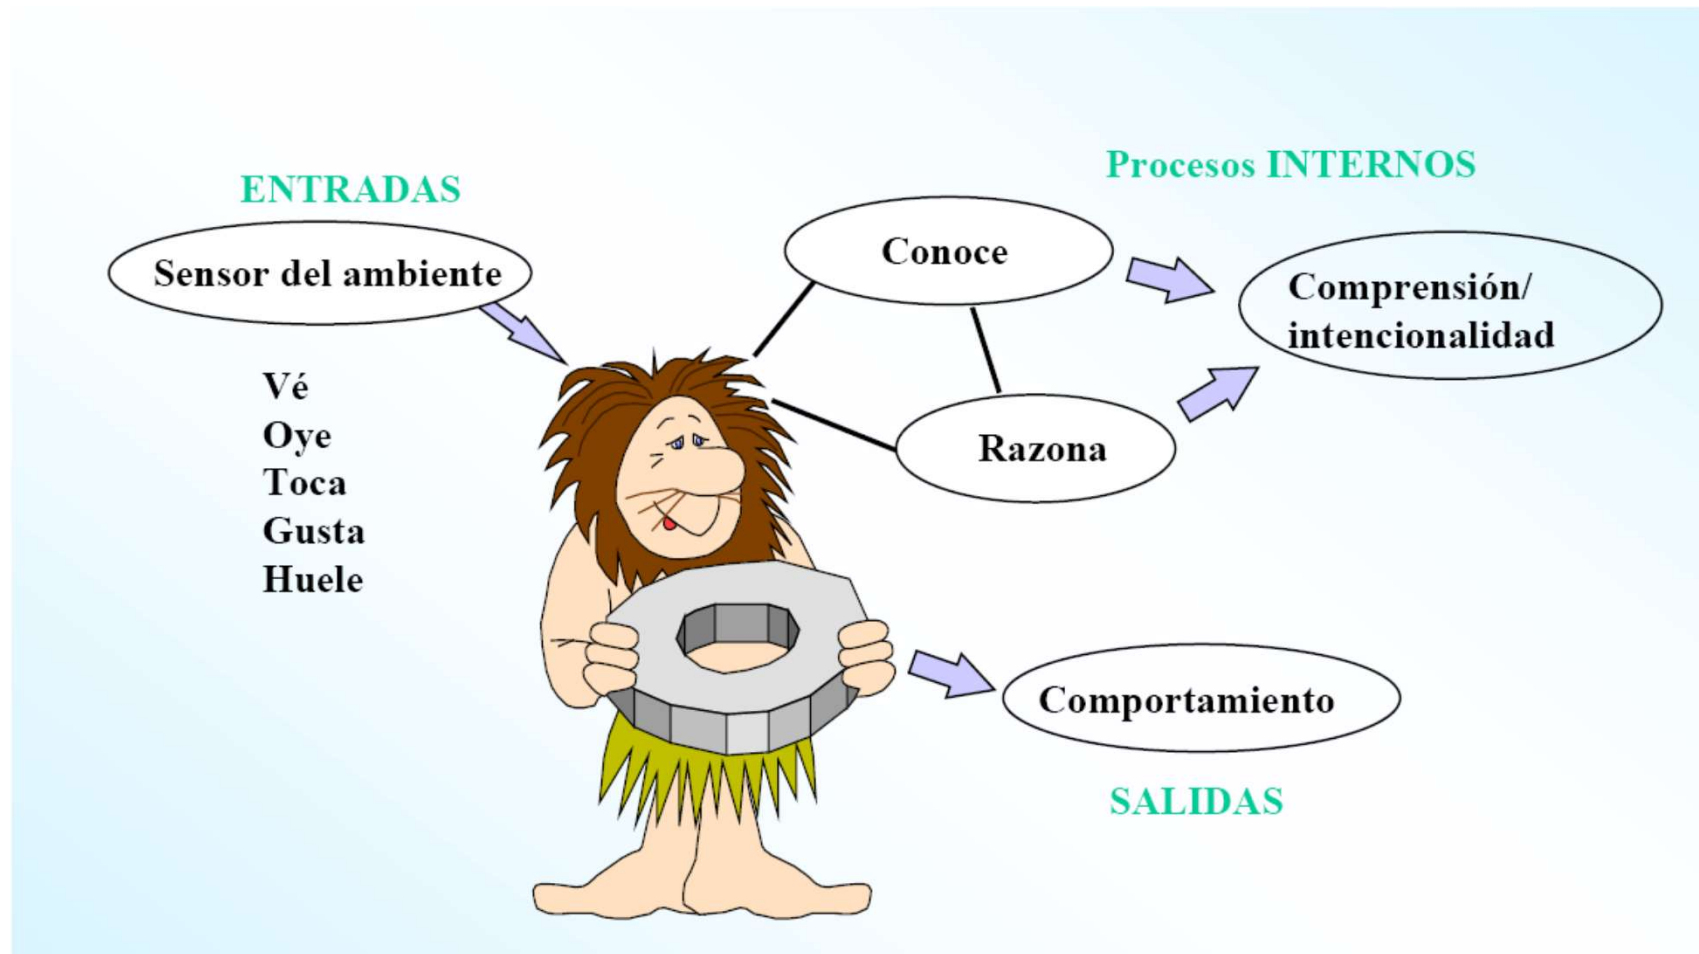 ENTRADAS
Sensor del ambiente
Vé
Oye
Toca
Gusta
Huele
Procesos INTERNOS
Conoce
Razona
Comprensión/
intencionalidad
Comportamiento
SALIDAS